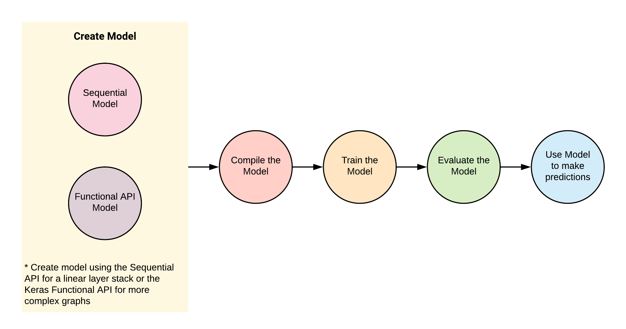 Create Model
Sequential
Model
Functional API
Model
* Create model using the Sequential
API for a linear layer stack or the
Keras Functional API for more
complex graphs
Compile the
Model
Train the
Model
Evaluate the
Model
Use Model
to make
predictions